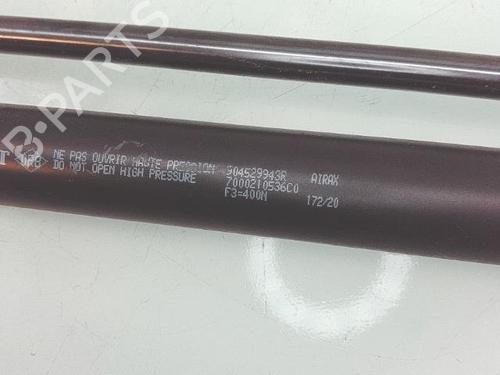 NE PAS OUVRIR HAUTE PRESSION 904529943R AIRAX
DO NOT OPEN HIGH PRESSURE 7000210536C0
F3=400N 172/20
B-PARTS